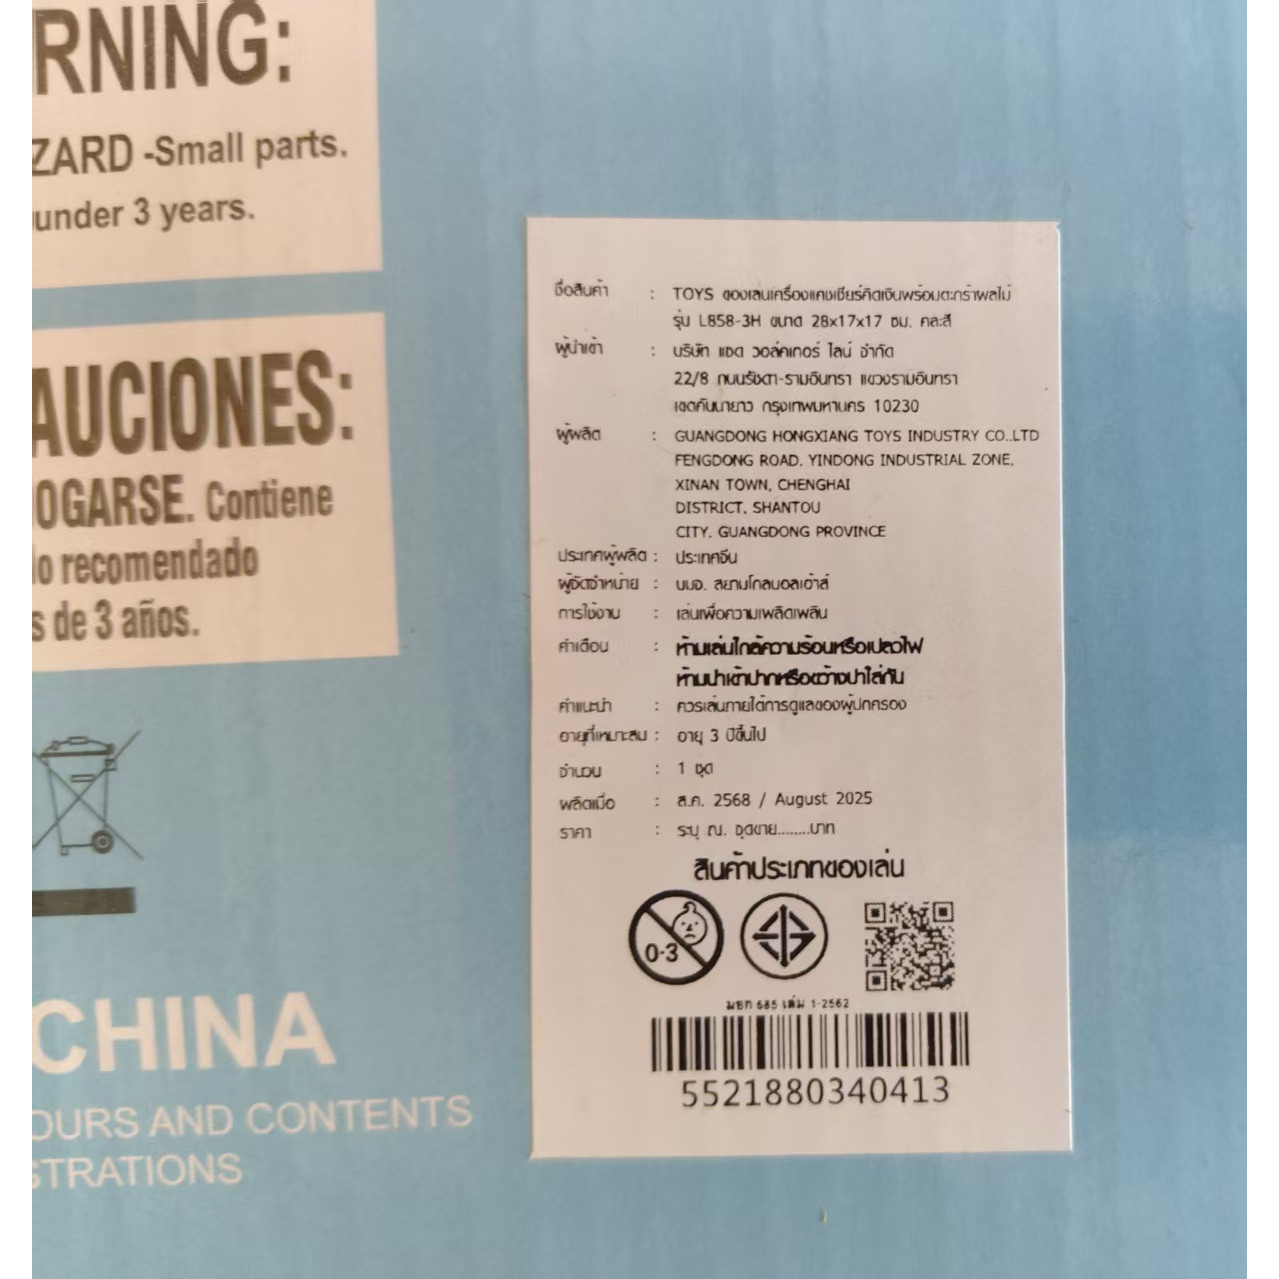 RNING:
ZARD -Small parts.
under 3 years.
AUCIONES:
OGARSE. Contiene
lo recomendado
s de 3 años.
CHINA
OURS AND CONTENTS
STRATIONS
ชื่อสินค้า : TOYS ของเล่นเครื่องแคชเชียร์คิดเงินพร้อมตะกร้าผลไม้
รุ่น L858-3H ขนาด 28x17x17 ซม. คละสี
ผู้นำเข้า : บริษัท แซด วอล์คเกอร์ ไลน์ จำกัด
22/8 ถนนรัชดา-รามอินทรา แขวงรามอินทรา
เขตคันนายาว กรุงเทพมหานคร 10230
ผู้ผลิต : GUANGDONG HONGXIANG TOYS INDUSTRY CO.,LTD
FENGDONG ROAD, YINDONG INDUSTRIAL ZONE,
XINAN TOWN, CHENGHAI
DISTRICT, SHANTOU
CITY, GUANGDONG PROVINCE
ประเทศผู้ผลิต : ประเทศจีน
ผู้จัดจำหน่าย : บมจ. สยามโกลบอลเฮ้าส์
การใช้งาน : เล่นเพื่อความเพลิดเพลิน
คำเตือน : ห้ามเล่นใกล้ความร้อนหรือเปลวไฟ
ห้ามนำเข้าปากหรือขว้างปาใส่กัน
คำแนะนำ : ควรเล่นภายใต้การดูแลของผู้ปกครอง
อายุที่เหมาะสม : อายุ 3 ปีขึ้นไป
จำนวน : 1 ชุด
ผลิตเมื่อ : ส.ค. 2568 / August 2025
ราคา : ระบุ ณ. จุดขาย........บาท
สินค้าประเภทของเล่น
0-3
มอก 685 เล่ม 1-2562
5521880340413